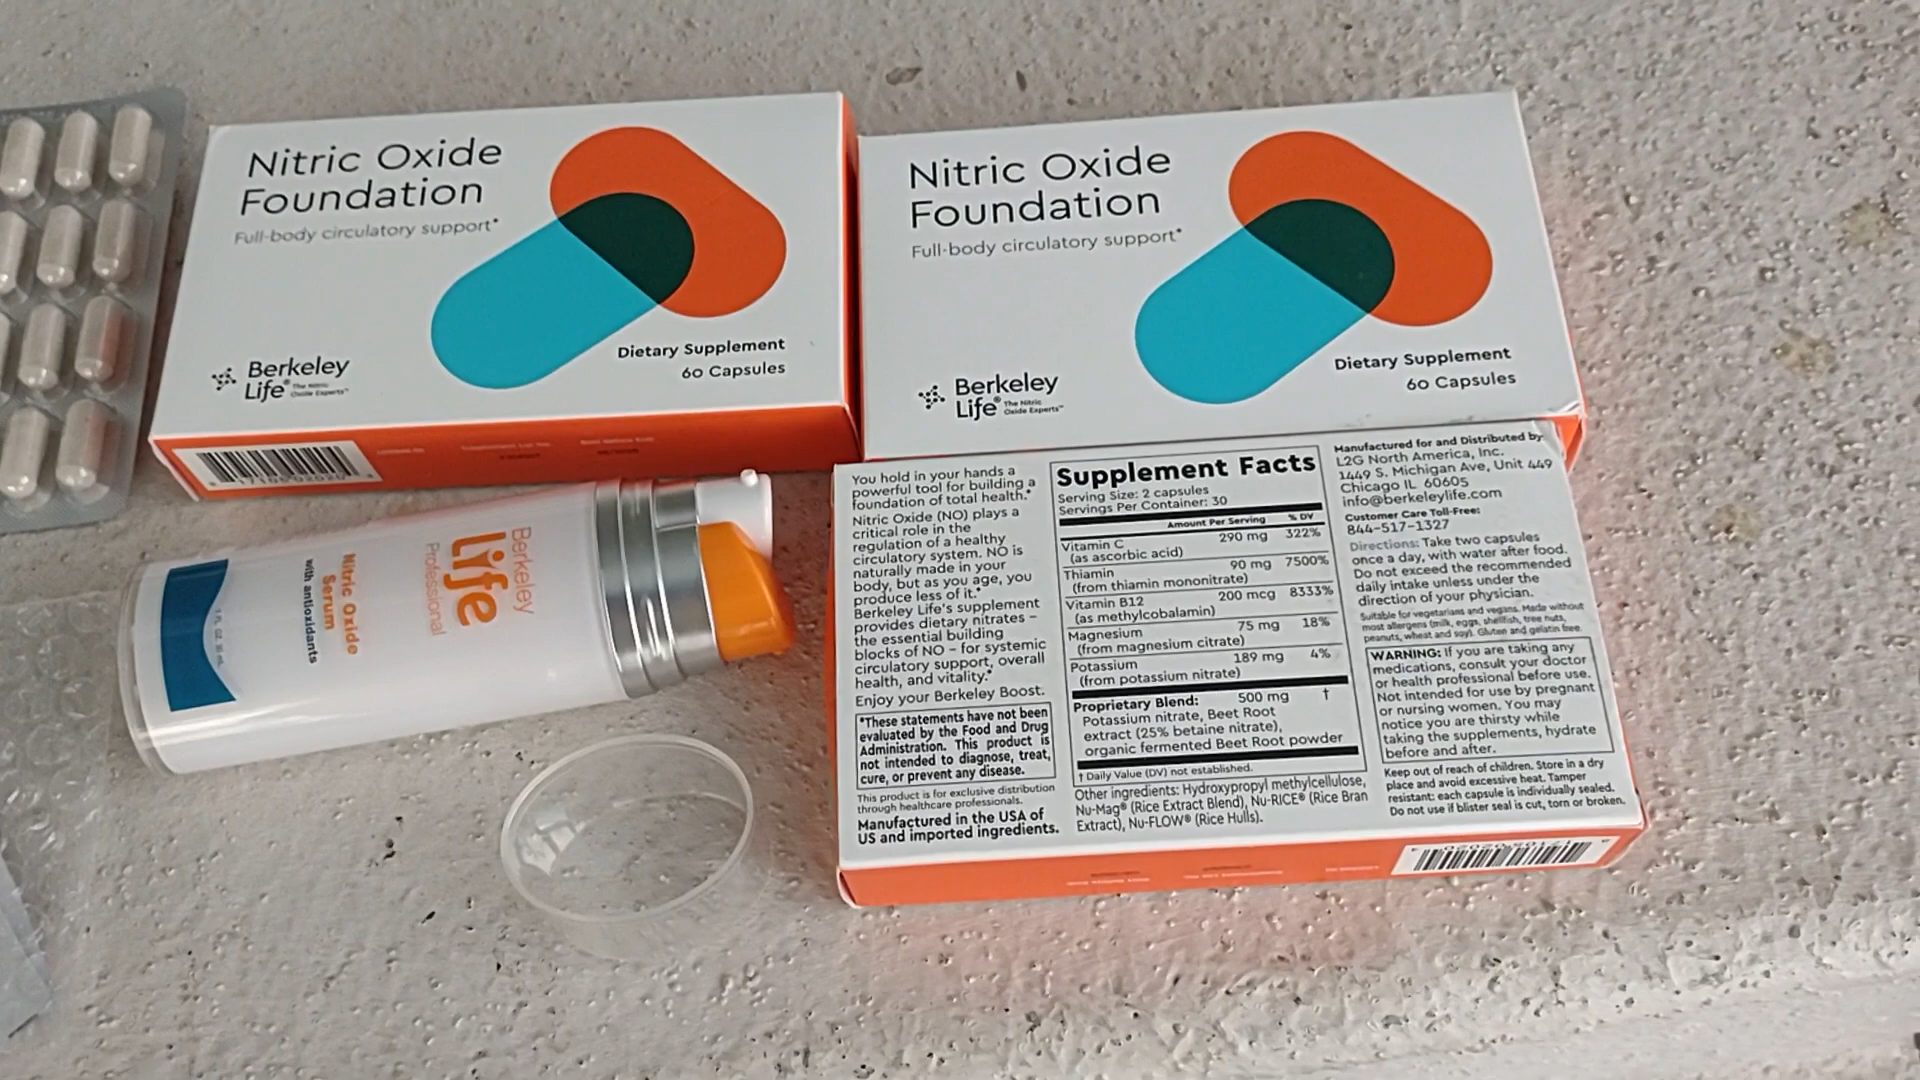 Nitric Oxide
Foundation
Full-body circulatory support*
Dietary Supplement
60 Capsules
Berkeley
Life®
The Nitric
Oxide Experts™
Nitric Oxide
Foundation
Full-body circulatory support*
Dietary Supplement
60 Capsules
Berkeley
Life®
The Nitric
Oxide Experts™
Berkeley
Life
Professional
Nitric Oxide
Serum
with antioxidants
You hold in your hands a
powerful tool for building a
foundation of total health.*
Nitric Oxide (NO) plays a
critical role in the
regulation of a healthy
circulatory system. NO is
naturally made in your
body, but as you age, you
produce less of it.*
Berkeley Life's supplement
provides dietary nitrates –
the essential building
blocks of NO – for systemic
circulatory support, overall
health, and vitality.*
Enjoy your Berkeley Boost.
*These statements have not been
evaluated by the Food and Drug
Administration. This product is
not intended to diagnose, treat,
cure, or prevent any disease.
This product is for exclusive distribution
through healthcare professionals.
Manufactured in the USA of
US and imported ingredients.
Supplement Facts
Serving Size: 2 capsules
Servings Per Container: 30
Amount Per Serving % DV
Vitamin C 290 mg 322%
(as ascorbic acid)
Thiamin 90 mg 7500%
(from thiamin mononitrate)
Vitamin B12 200 mcg 8333%
(as methylcobalamin)
Magnesium 75 mg 18%
(from magnesium citrate)
Potassium 189 mg 4%
(from potassium nitrate)
Proprietary Blend: 500 mg †
Potassium nitrate, Beet Root
extract (25% betaine nitrate),
organic fermented Beet Root powder
† Daily Value (DV) not established.
Other ingredients: Hydroxypropyl methylcellulose,
Nu-Mag® (Rice Extract Blend), Nu-RICE® (Rice Bran
Extract), Nu-FLOW® (Rice Hulls).
Manufactured for and Distributed by:
L2G North America, Inc.
1449 S. Michigan Ave, Unit 449
Chicago IL 60605
info@berkeleylife.com
Customer Care Toll-Free:
844-517-1327
Directions: Take two capsules
once a day, with water after food.
Do not exceed the recommended
daily intake unless under the
direction of your physician.
Suitable for vegetarians and vegans. Made without
most allergens (milk, eggs, shellfish, tree nuts,
peanuts, wheat and soy). Gluten and gelatin free.
WARNING: If you are taking any
medications, consult your doctor
or health professional before use.
Not intended for use by pregnant
or nursing women. You may
notice you are thirsty while
taking the supplements, hydrate
before and after.
Keep out of reach of children. Store in a dry
place and avoid excessive heat. Tamper
resistant: each capsule is individually sealed.
Do not use if blister seal is cut, torn or broken.